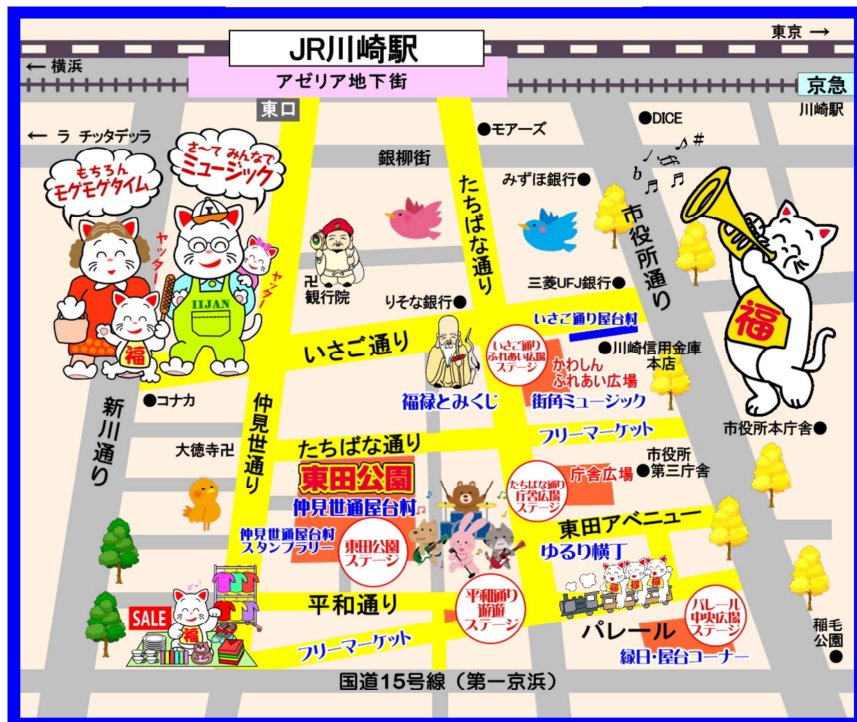 JR川崎駅
東京 →
← 横浜
アゼリア地下街
京急
川崎駅
東口
← ラ チッタデッラ
●モアーズ
●DICE
銀柳街
もちろん
モグモグタイム
さ〜て みんなで
ミュージック
みずほ銀行●
たちばな通り
市役所通り
ヤッター!
ヤッター!
IIJAN
福
卍
観行院
りそな銀行●
三菱UFJ銀行●
いさご通り屋台村
福
いさご通り
いさご通り
ふれあい広場
ステージ
●川崎信用金庫
本店
かわしん
ふれあい広場
街角ミュージック
福禄とみくじ
●コナカ
新川通り
仲見世通り
大徳寺卍
たちばな通り
フリーマーケット
市役所本庁舎●
東田公園
仲見世通屋台村
たちばな通り
庁舎広場
ステージ
庁舎広場
市役所
●第三庁舎
仲見世通屋台村
スタンプラリー
東田公園
ステージ
東田アベニュー
ゆるり横丁
福
福
福
SALE
福
平和通り
平和通り
遊遊
ステージ
パレール
パレール
中央広場
ステージ
稲毛
公園
●
フリーマーケット
縁日・屋台コーナー
国道15号線（第一京浜）